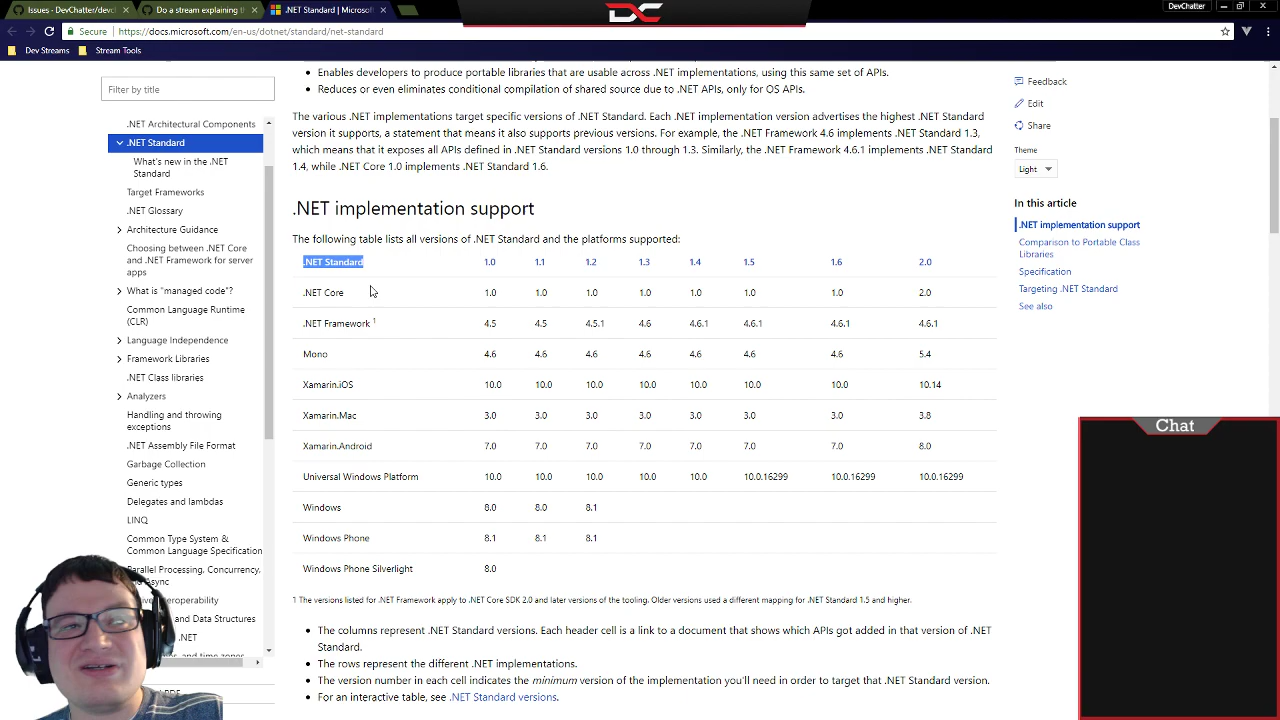 Issues · DevChatter/devc
Do a stream explaining t
.NET Standard | Microsof
DC
DevChatter
Secure
https://docs.microsoft.com/en-us/dotnet/standard/net-standard
Dev Streams
Stream Tools
Filter by title
.NET Architectural Components
.NET Standard
What's new in the .NET
Standard
Target Frameworks
.NET Glossary
Architecture Guidance
Choosing between .NET Core
and .NET Framework for server
apps
What is "managed code"?
Common Language Runtime
(CLR)
Language Independence
Framework Libraries
.NET Class libraries
Analyzers
Handling and throwing
exceptions
.NET Assembly File Format
Garbage Collection
Generic types
Delegates and lambdas
LINQ
Common Type System &
Common Language Specification
Parallel Processing, Concurrency,
and Async
teroperability
and Data Structures
.NET
es, and time zones
PDF
Enables developers to produce portable libraries that are usable across .NET implementations, using this same set of APIs.
Reduces or even eliminates conditional compilation of shared source due to .NET APIs, only for OS APIs.
The various .NET implementations target specific versions of .NET Standard. Each .NET implementation version advertises the highest .NET Standard
version it supports, a statement that means it also supports previous versions. For example, the .NET Framework 4.6 implements .NET Standard 1.3,
which means that it exposes all APIs defined in .NET Standard versions 1.0 through 1.3. Similarly, the .NET Framework 4.6.1 implements .NET Standard
1.4, while .NET Core 1.0 implements .NET Standard 1.6.
.NET implementation support
The following table lists all versions of .NET Standard and the platforms supported:
.NET Standard 1.0 1.1 1.2 1.3 1.4 1.5 1.6 2.0
.NET Core 1.0 1.0 1.0 1.0 1.0 1.0 1.0 2.0
.NET Framework 1 4.5 4.5 4.5.1 4.6 4.6.1 4.6.1 4.6.1 4.6.1
Mono 4.6 4.6 4.6 4.6 4.6 4.6 4.6 5.4
Xamarin.iOS 10.0 10.0 10.0 10.0 10.0 10.0 10.0 10.14
Xamarin.Mac 3.0 3.0 3.0 3.0 3.0 3.0 3.0 3.8
Xamarin.Android 7.0 7.0 7.0 7.0 7.0 7.0 7.0 8.0
Universal Windows Platform 10.0 10.0 10.0 10.0 10.0 10.0.16299 10.0.16299 10.0.16299
Windows 8.0 8.0 8.1
Windows Phone 8.1 8.1 8.1
Windows Phone Silverlight 8.0
1 The versions listed for .NET Framework apply to .NET Core SDK 2.0 and later versions of the tooling. Older versions used a different mapping for .NET Standard 1.5 and higher.
The columns represent .NET Standard versions. Each header cell is a link to a document that shows which APIs got added in that version of .NET
Standard.
The rows represent the different .NET implementations.
The version number in each cell indicates the minimum version of the implementation you'll need in order to target that .NET Standard version.
For an interactive table, see .NET Standard versions.
Feedback
Edit
Share
Theme
Light
In this article
.NET implementation support
Comparison to Portable Class
Libraries
Specification
Targeting .NET Standard
See also
Chat